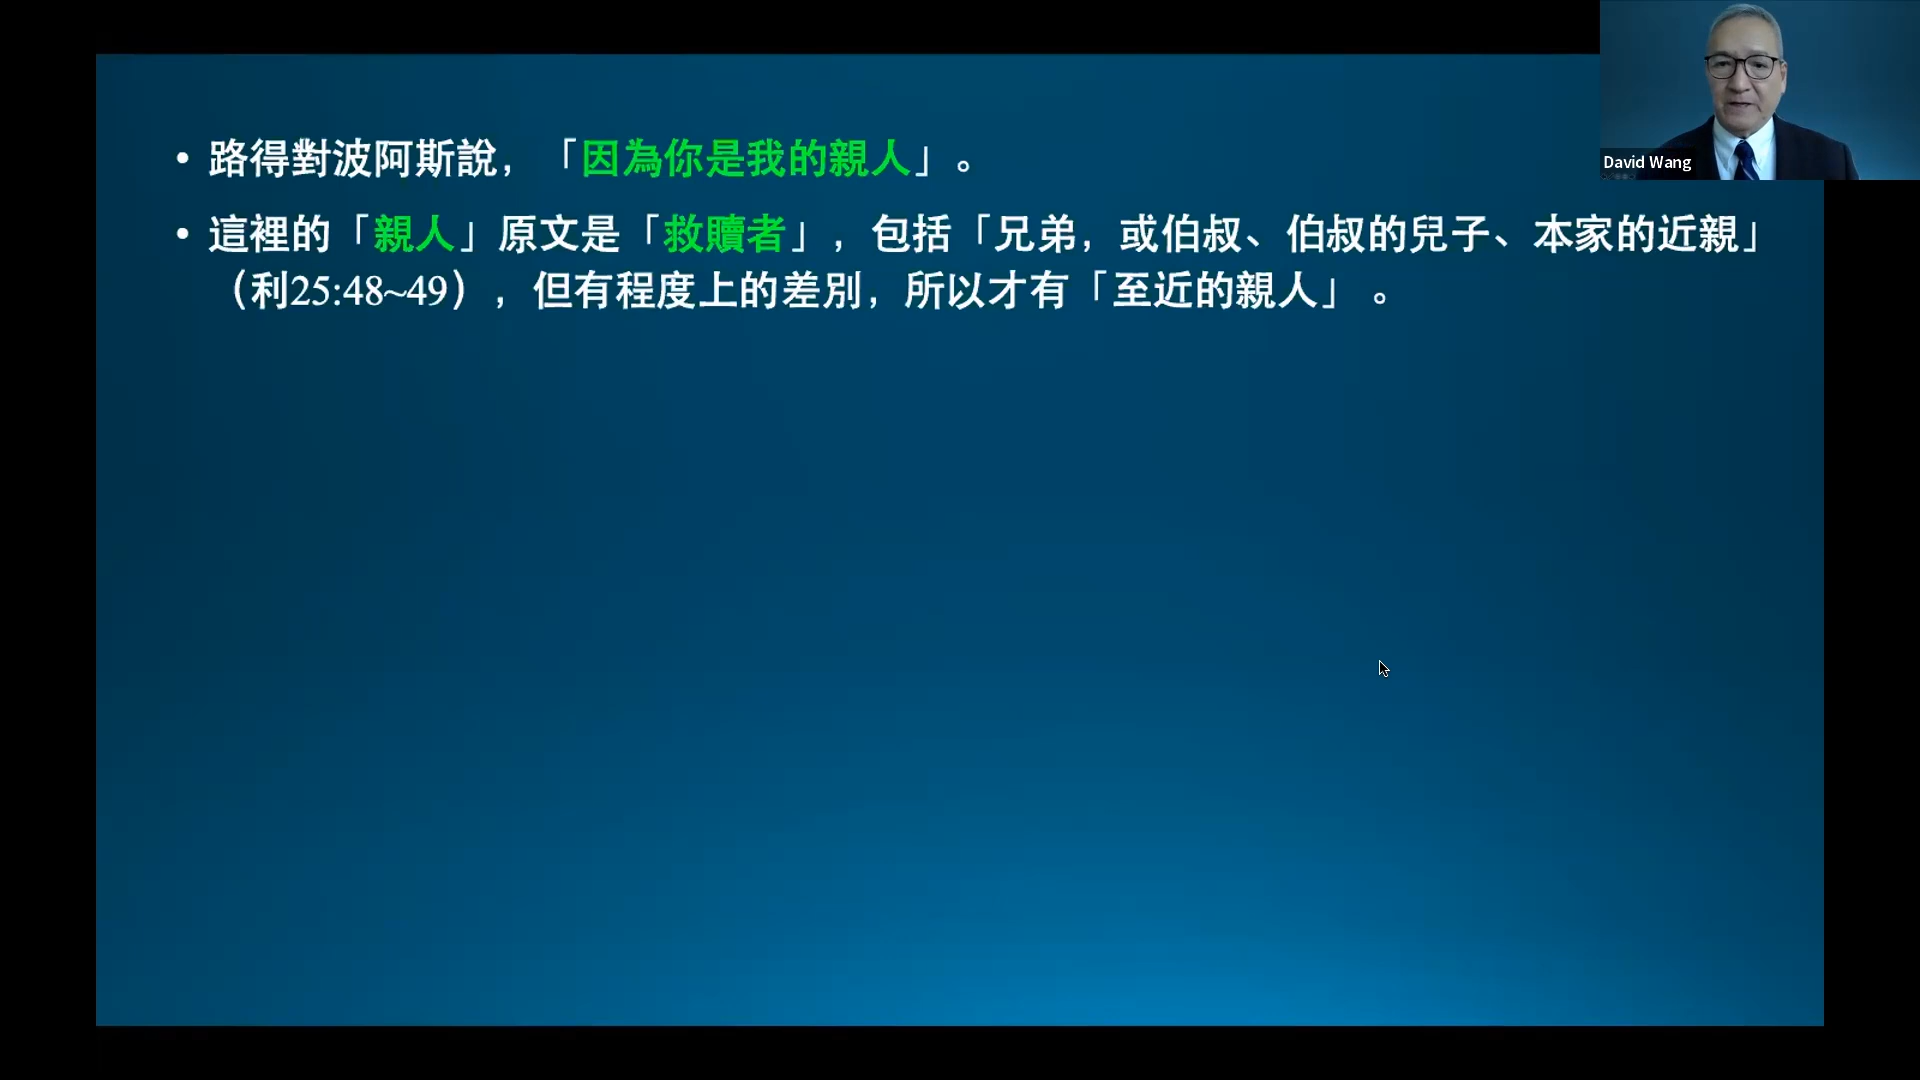 • 路得對波阿斯說，「因為你是我的親人」。
• 這裡的「親人」原文是「救贖者」，包括「兄弟，或伯叔、伯叔的兒子、本家的近親」
（利25:48~49），但有程度上的差別，所以才有「至近的親人」。
David Wang